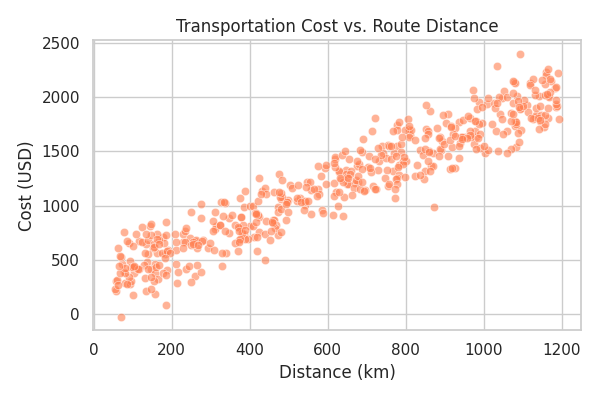 Transportation Cost vs. Route Distance
2500
2000
1500
1000
500
0
Cost (USD)
0 200 400 600 800 1000 1200
Distance (km)